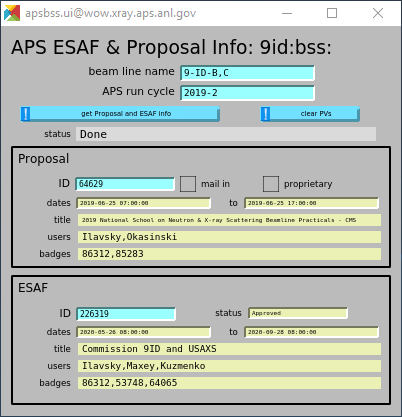 apsbss.ui@wow.xray.aps.anl.gov
APS ESAF & Proposal Info: 9id:bss:
beam line name 9-ID-B,C
APS run cycle 2019-2
! get Proposal and ESAF info ! clear PVs
status Done
Proposal
ID 64629 mail in proprietary
dates 2019-06-25 07:00:00 to 2019-06-25 17:00:00
title 2019 National School on Neutron & X-ray Scattering Beamline Practicals - CMS
users Ilavsky,Okasinski
badges 86312,85283
ESAF
ID 226319 status Approved
dates 2020-05-26 08:00:00 to 2020-09-28 08:00:00
title Commission 9ID and USAXS
users Ilavsky,Maxey,Kuzmenko
badges 86312,53748,64065